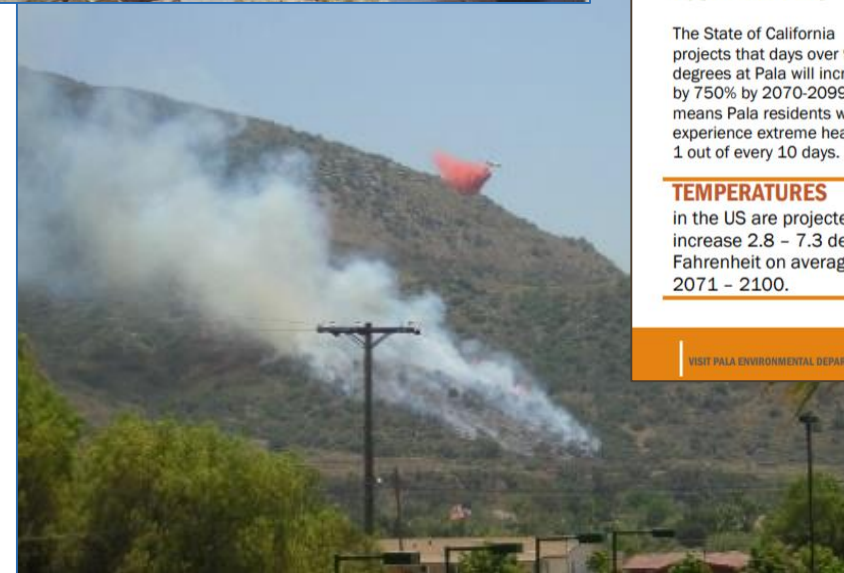 The State of California
projects that days over
degrees at Pala will incr
by 750% by 2070-2099
means Pala residents w
experience extreme hea
1 out of every 10 days.
TEMPERATURES
in the US are projecte
increase 2.8 – 7.3 de
Fahrenheit on averag
2071 – 2100.
VISIT PALA ENVIRONMENTAL DEPAR